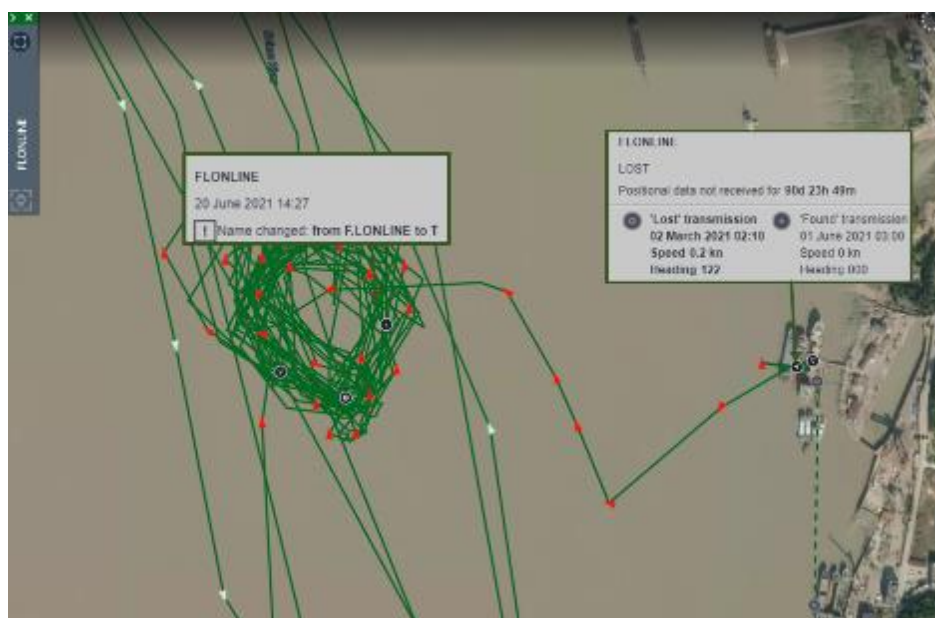 FLONLINE
FLONLINE
20 June 2021 14:27
! Name changed: from F.LONLINE to T
FLONLINE
LOST
Positional data not received for 90d 23h 49m
'Lost' transmission
02 March 2021 02:10
Speed 0.2 kn
Heading 122
'Found' transmission
01 June 2021 03:00
Speed 0 kn
Heading 000